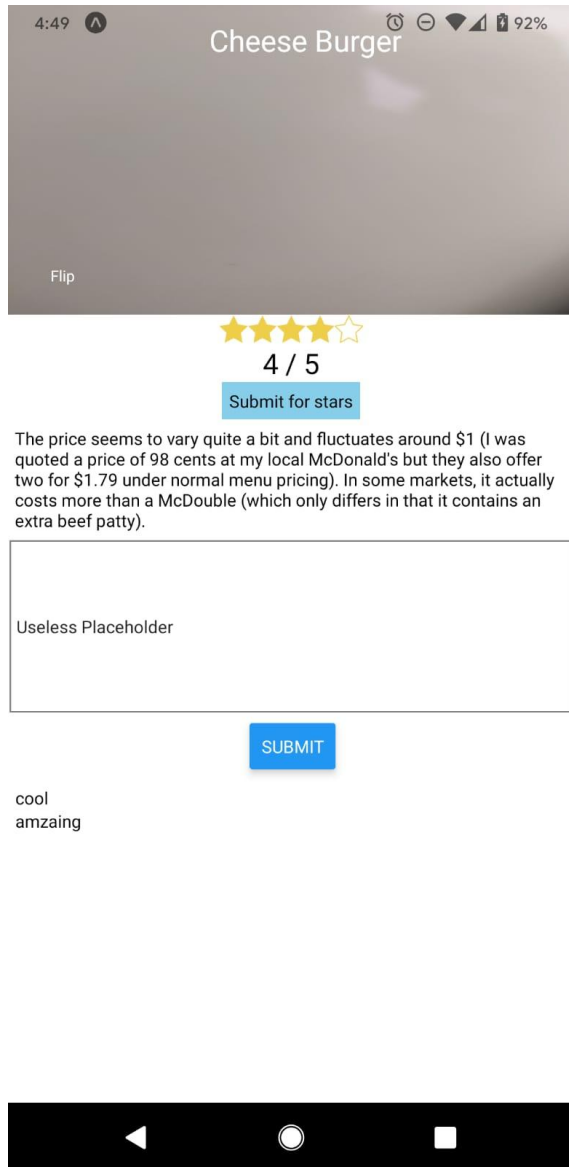 4:49 92%
Cheese Burger
Flip
4 / 5
Submit for stars
The price seems to vary quite a bit and fluctuates around $1 (I was
quoted a price of 98 cents at my local McDonald's but they also offer
two for $1.79 under normal menu pricing). In some markets, it actually
costs more than a McDouble (which only differs in that it contains an
extra beef patty).
Useless Placeholder
SUBMIT
cool
amzaing